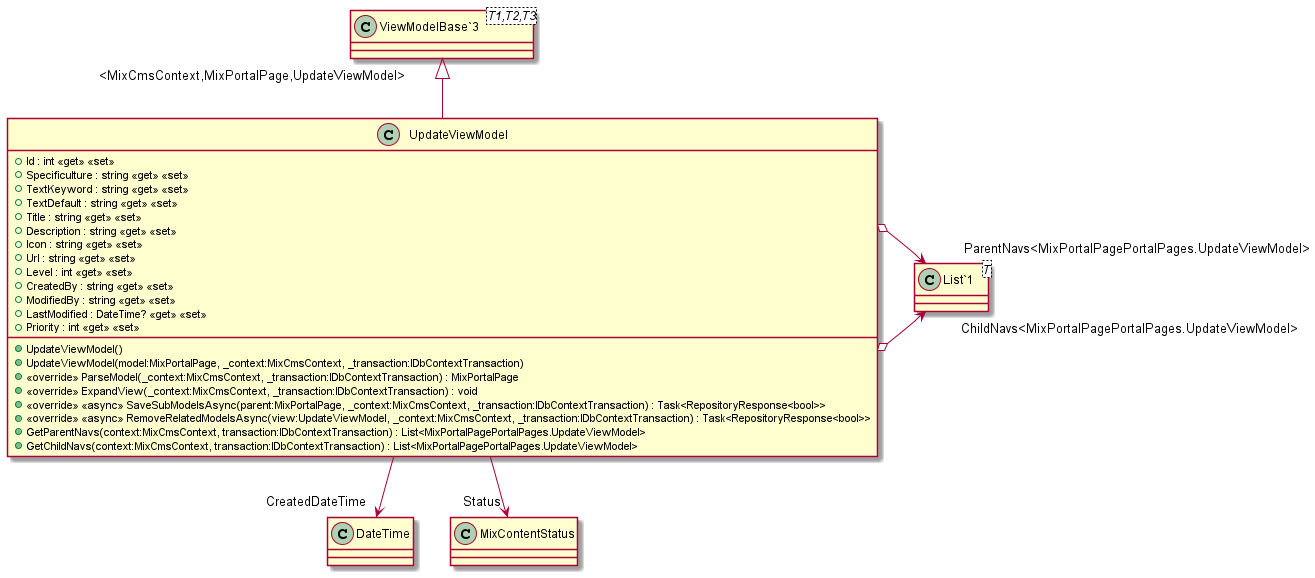 C ViewModelBase`3 T1,T2,T3
<MixCmsContext,MixPortalPage,UpdateViewModel>
C UpdateViewModel
Id : int «get» «set»
Specificulture : string «get» «set»
TextKeyword : string «get» «set»
TextDefault : string «get» «set»
Title : string «get» «set»
Description : string «get» «set»
Icon : string «get» «set»
Url : string «get» «set»
Level : int «get» «set»
CreatedBy : string «get» «set»
ModifiedBy : string «get» «set»
LastModified : DateTime? «get» «set»
Priority : int «get» «set»
UpdateViewModel()
UpdateViewModel(model:MixPortalPage, _context:MixCmsContext, _transaction:IDbContextTransaction)
«override» ParseModel(_context:MixCmsContext, _transaction:IDbContextTransaction) : MixPortalPage
«override» ExpandView(_context:MixCmsContext, _transaction:IDbContextTransaction) : void
«override» «async» SaveSubModelsAsync(parent:MixPortalPage, _context:MixCmsContext, _transaction:IDbContextTransaction) : Task<RepositoryResponse<bool>>
«override» «async» RemoveRelatedModelsAsync(view:UpdateViewModel, _context:MixCmsContext, _transaction:IDbContextTransaction) : Task<RepositoryResponse<bool>>
GetParentNavs(context:MixCmsContext, transaction:IDbContextTransaction) : List<MixPortalPagePortalPages.UpdateViewModel>
GetChildNavs(context:MixCmsContext, transaction:IDbContextTransaction) : List<MixPortalPagePortalPages.UpdateViewModel>
ParentNavs<MixPortalPagePortalPages.UpdateViewModel>
C List`1 T
ChildNavs<MixPortalPagePortalPages.UpdateViewModel>
CreatedDateTime
Status
C DateTime
C MixContentStatus